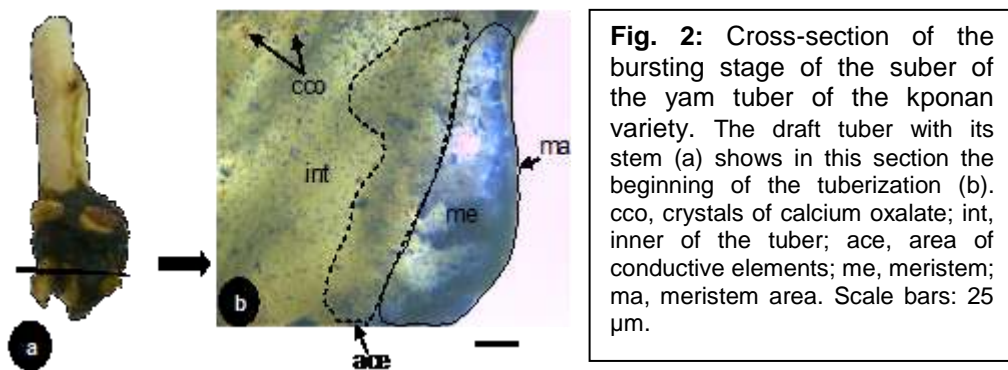 cco
int
me
ma
ace
a
b
Fig. 2: Cross-section of the
bursting stage of the suber of
the yam tuber of the kponan
variety. The draft tuber with its
stem (a) shows in this section the
beginning of the tuberization (b).
cco, crystals of calcium oxalate; int,
inner of the tuber; ace, area of
conductive elements; me, meristem;
ma, meristem area. Scale bars: 25
µm.